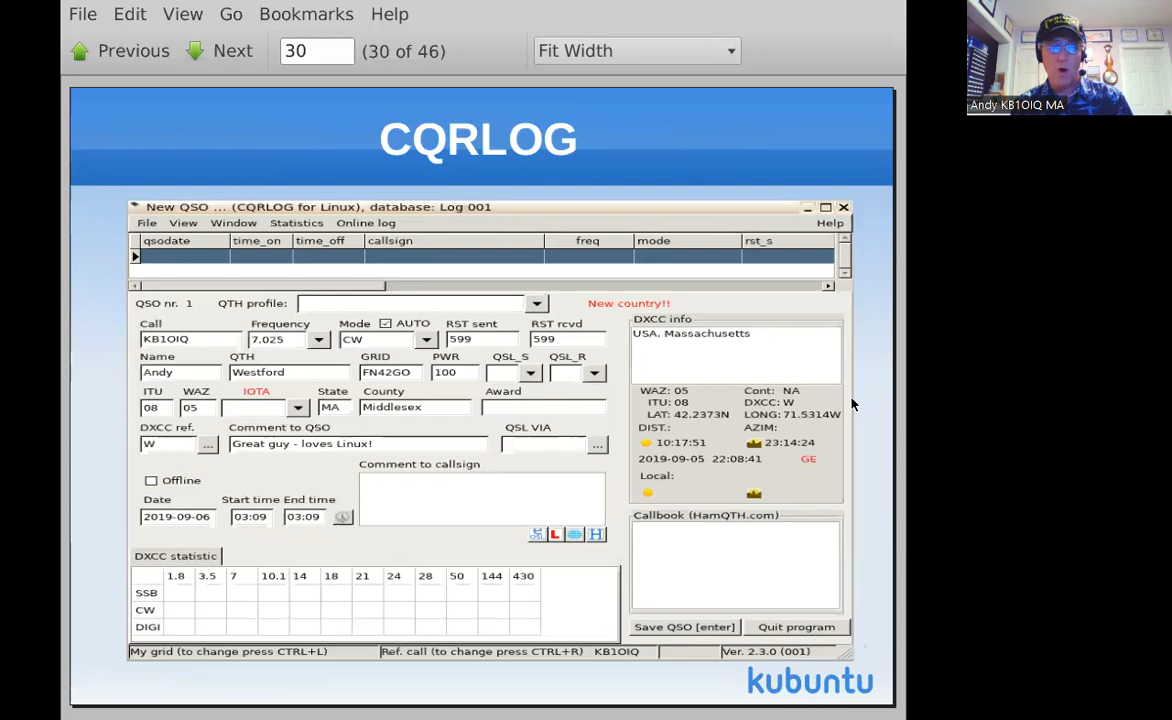 File Edit View Go Bookmarks Help
Previous Next 30 (30 of 46) Fit Width
Andy KB1OIQ MA
CQRLOG
New QSO ... (CQRLOG for Linux), database: Log 001
File View Window Statistics Online log Help
qsodate time_on time_off callsign freq mode rst_s
QSO nr. 1 QTH profile: New country!!
Call Frequency Mode AUTO RST sent RST rcvd
KB1OIQ 7.025 CW 599 599
Name QTH GRID PWR QSL_S QSL_R
Andy Westford FN42GO 100
ITU WAZ IOTA State County Award
08 05 MA Middlesex
DXCC ref. Comment to QSO QSL VIA
W ... Great guy - loves Linux! ...
Offline Comment to callsign
Date Start time End time
2019-09-06 03:09 03:09
DXCC info
USA, Massachusetts
WAZ: 05 Cont: NA
ITU: 08 DXCC: W
LAT: 42.2373N LONG: 71.5314W
DIST.: AZIM:
10:17:51 23:14:24
2019-09-05 22:08:41 GE
Local:
QSL L H
Callbook (HamQTH.com)
DXCC statistic
1.8 3.5 7 10.1 14 18 21 24 28 50 144 430
SSB
CW
DIGI
Save QSO [enter] Quit program
My grid (to change press CTRL+L) Ref. call (to change press CTRL+R) KB1OIQ Ver. 2.3.0 (001)
kubuntu